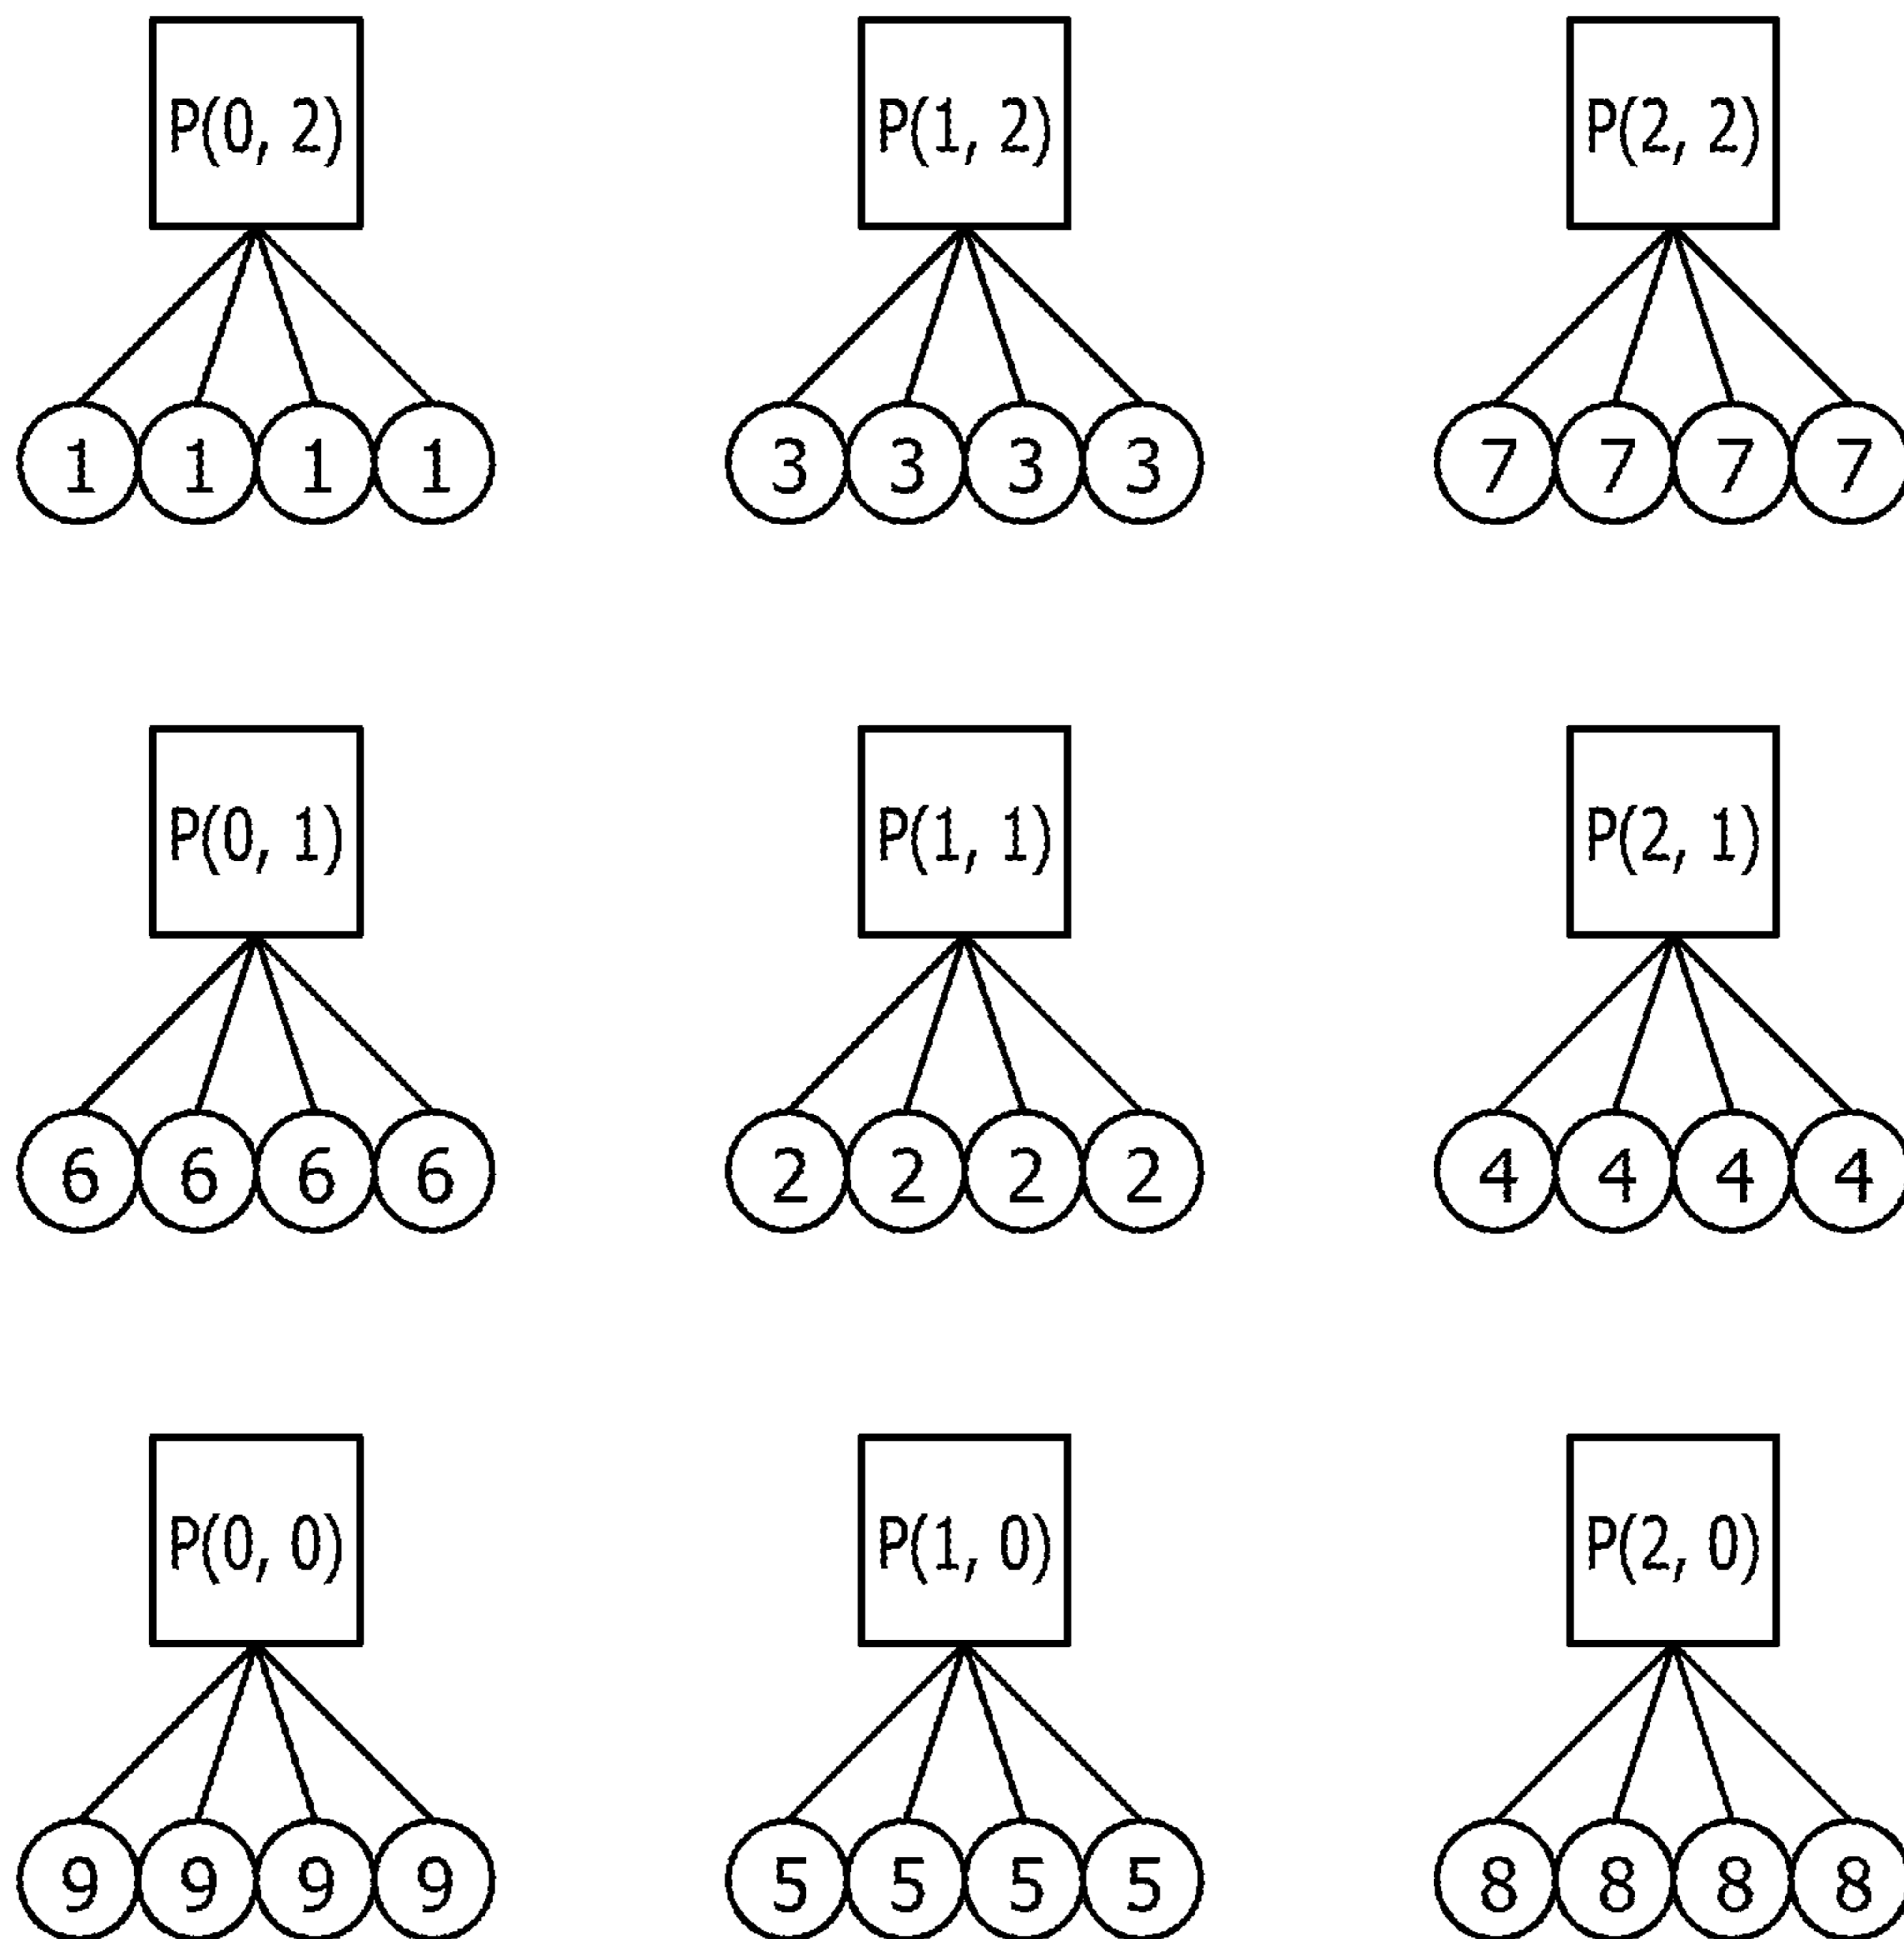 P(0, 2) P(1, 2) P(2, 2)
1 1 1 1 3 3 3 3 7 7 7 7
P(0, 1) P(1, 1) P(2, 1)
6 6 6 6 2 2 2 2 4 4 4 4
P(0, 0) P(1, 0) P(2, 0)
9 9 9 9 5 5 5 5 8 8 8 8